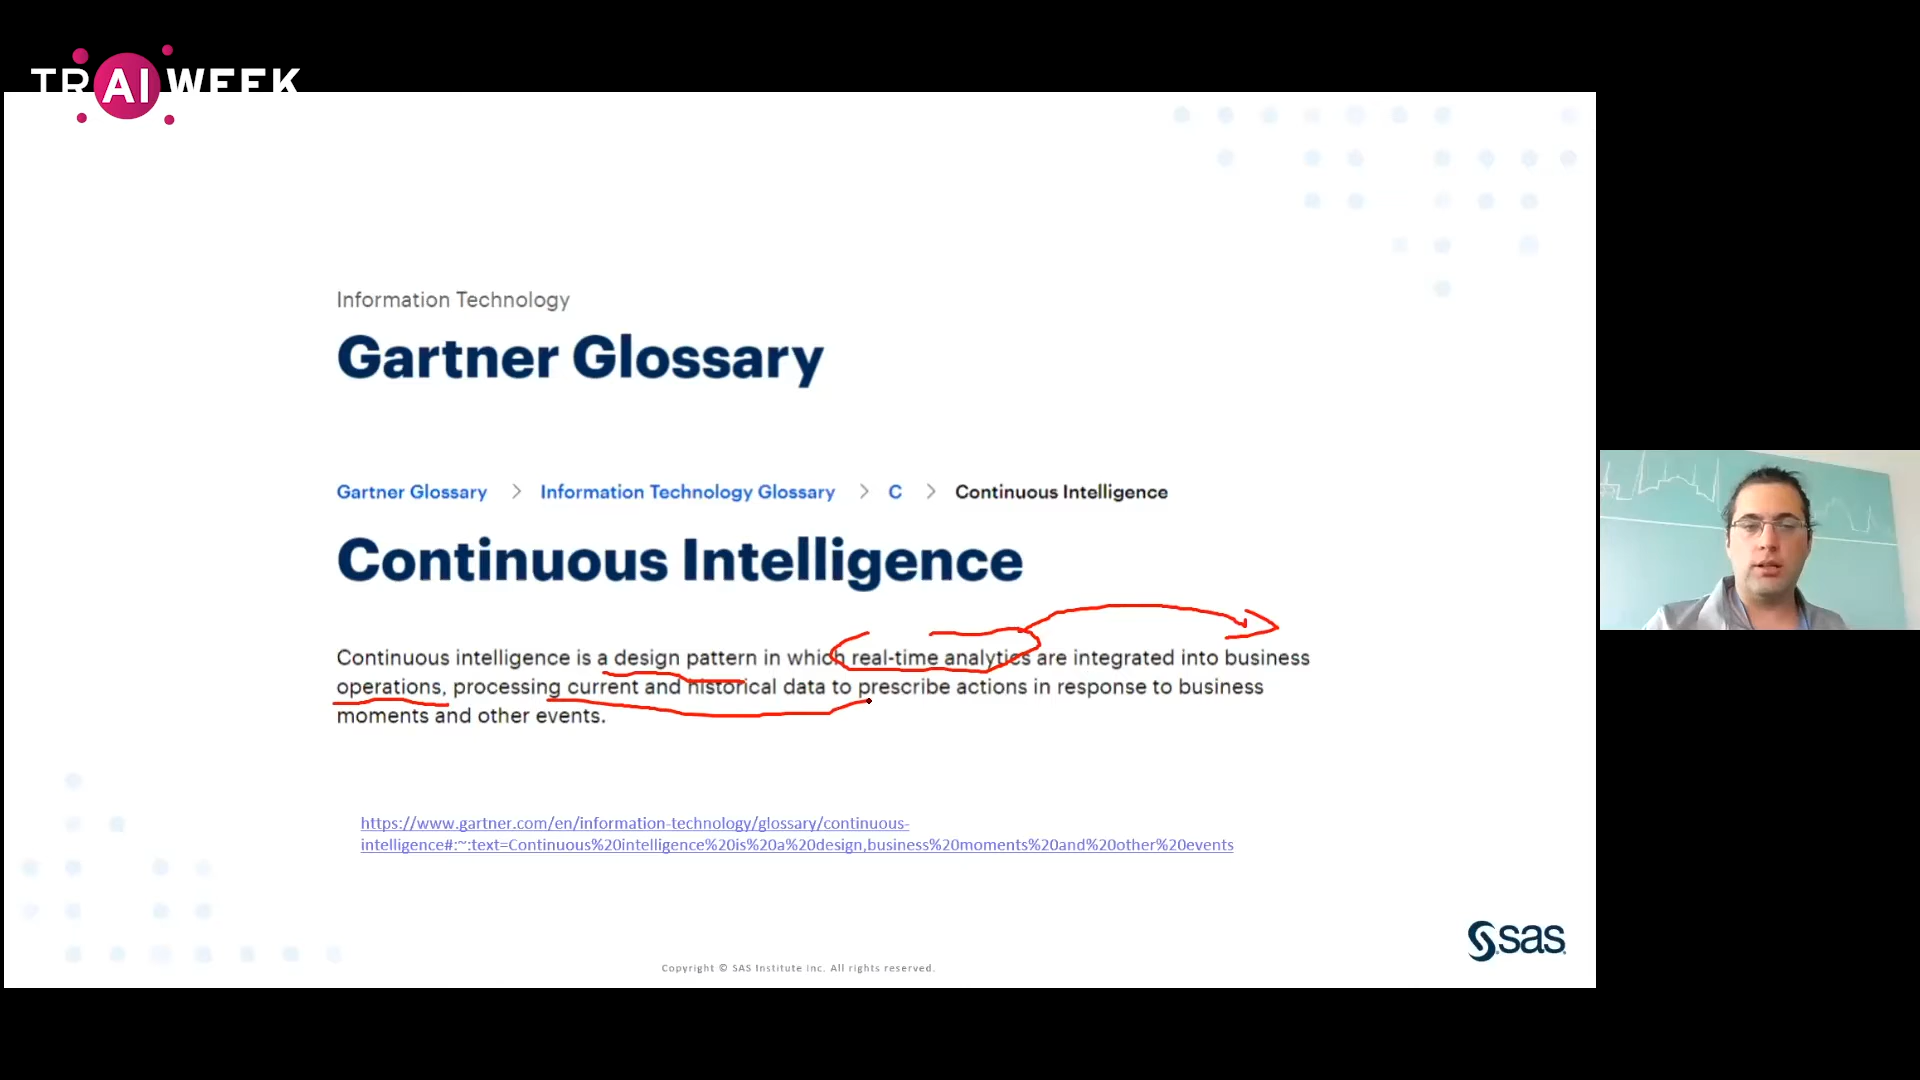 TRAI WEEK
Information Technology
Gartner Glossary
Gartner Glossary > Information Technology Glossary > C > Continuous Intelligence
Continuous Intelligence
Continuous intelligence is a design pattern in which real-time analytics are integrated into business
operations, processing current and historical data to prescribe actions in response to business
moments and other events.
https://www.gartner.com/en/information-technology/glossary/continuous-
intelligence#:~:text=Continuous%20intelligence%20is%20a%20design,business%20moments%20and%20other%20events
sas
Copyright © SAS Institute Inc. All rights reserved.